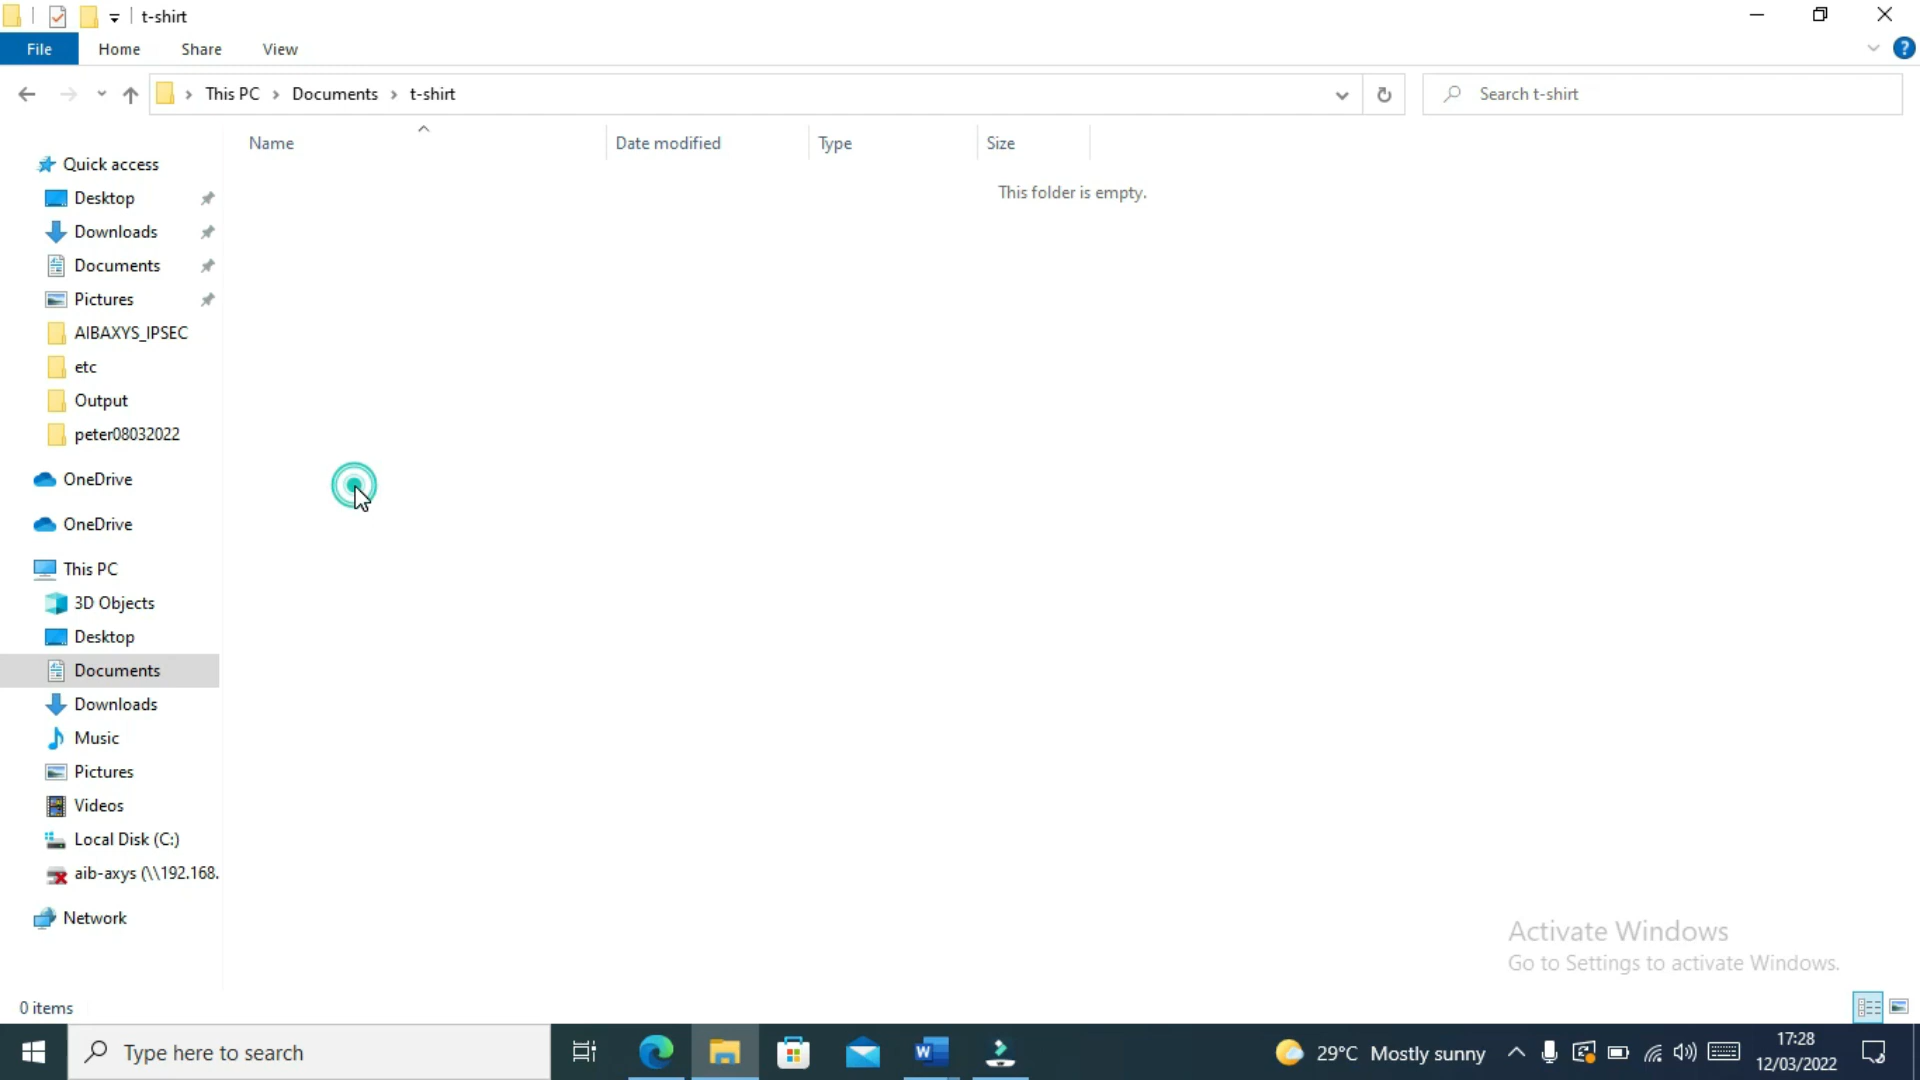 t-shirt
File Home Share View ?
This PC Documents t-shirt
Search t-shirt
Name Date modified Type Size
This folder is empty.
Quick access
Desktop
Downloads
Documents
Pictures
AIBAXYS_IPSEC
etc
Output
peter08032022
OneDrive
OneDrive
This PC
3D Objects
Desktop
Documents
Downloads
Music
Pictures
Videos
Local Disk (C:)
aib-axys (\\192.168.
Network
Activate Windows
Go to Settings to activate Windows.
0 items
Type here to search
W
29°C Mostly sunny
17:28
12/03/2022